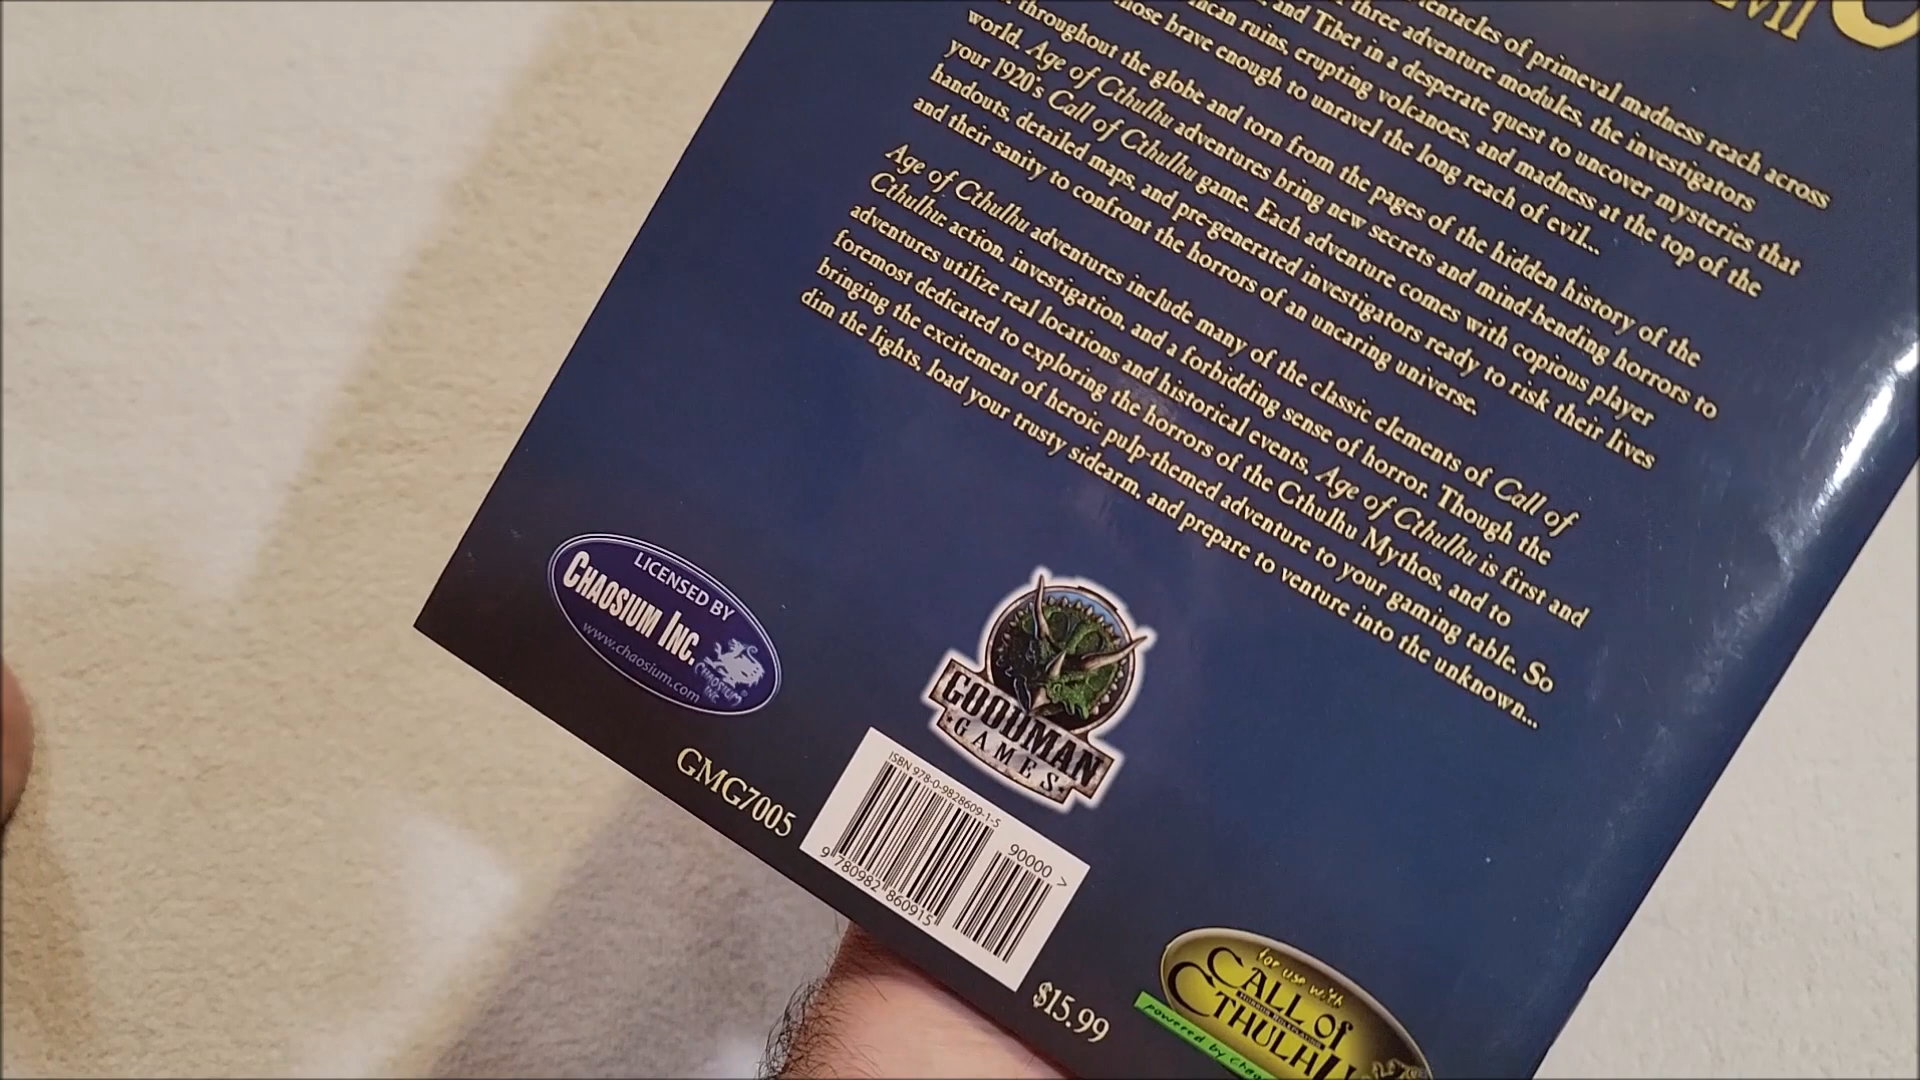 vil
tentacles of primeval madness reach across
three adventure modules, the investigators
and Tibet in a desperate quest to uncover mysteries that
ruins, erupting volcanoes, and madness at the top of the
those brave enough to unravel the long reach of evil...
throughout the globe and torn from the pages of the hidden history of the
world, Age of Cthulhu adventures bring new secrets and mind-bending horrors to
your 1920's Call of Cthulhu game. Each adventure comes with copious player
handouts, detailed maps, and pre-generated investigators ready to risk their lives
and their sanity to confront the horrors of an uncaring universe.
Age of Cthulhu adventures include many of the classic elements of Call of
Cthulhu: action, investigation, and a forbidding sense of horror. Though the
adventures utilize real locations and historical events, Age of Cthulhu is first and
foremost dedicated to exploring the horrors of the Cthulhu Mythos, and to
bringing the excitement of heroic pulp-themed adventure to your gaming table. So
dim the lights, load your trusty sidearm, and prepare to venture into the unknown...
LICENSED BY
CHAOSIUM INC.
www.chaosium.com
CHAOSIUM
INC.
GOODMAN
GAMES
GMG7005
ISBN 978-0-9828609-1-5
90000 >
9 780982 860915
$15.99
for use with
CALL of
CTHULHU
HORROR ROLEPLAYING
powered by Chao